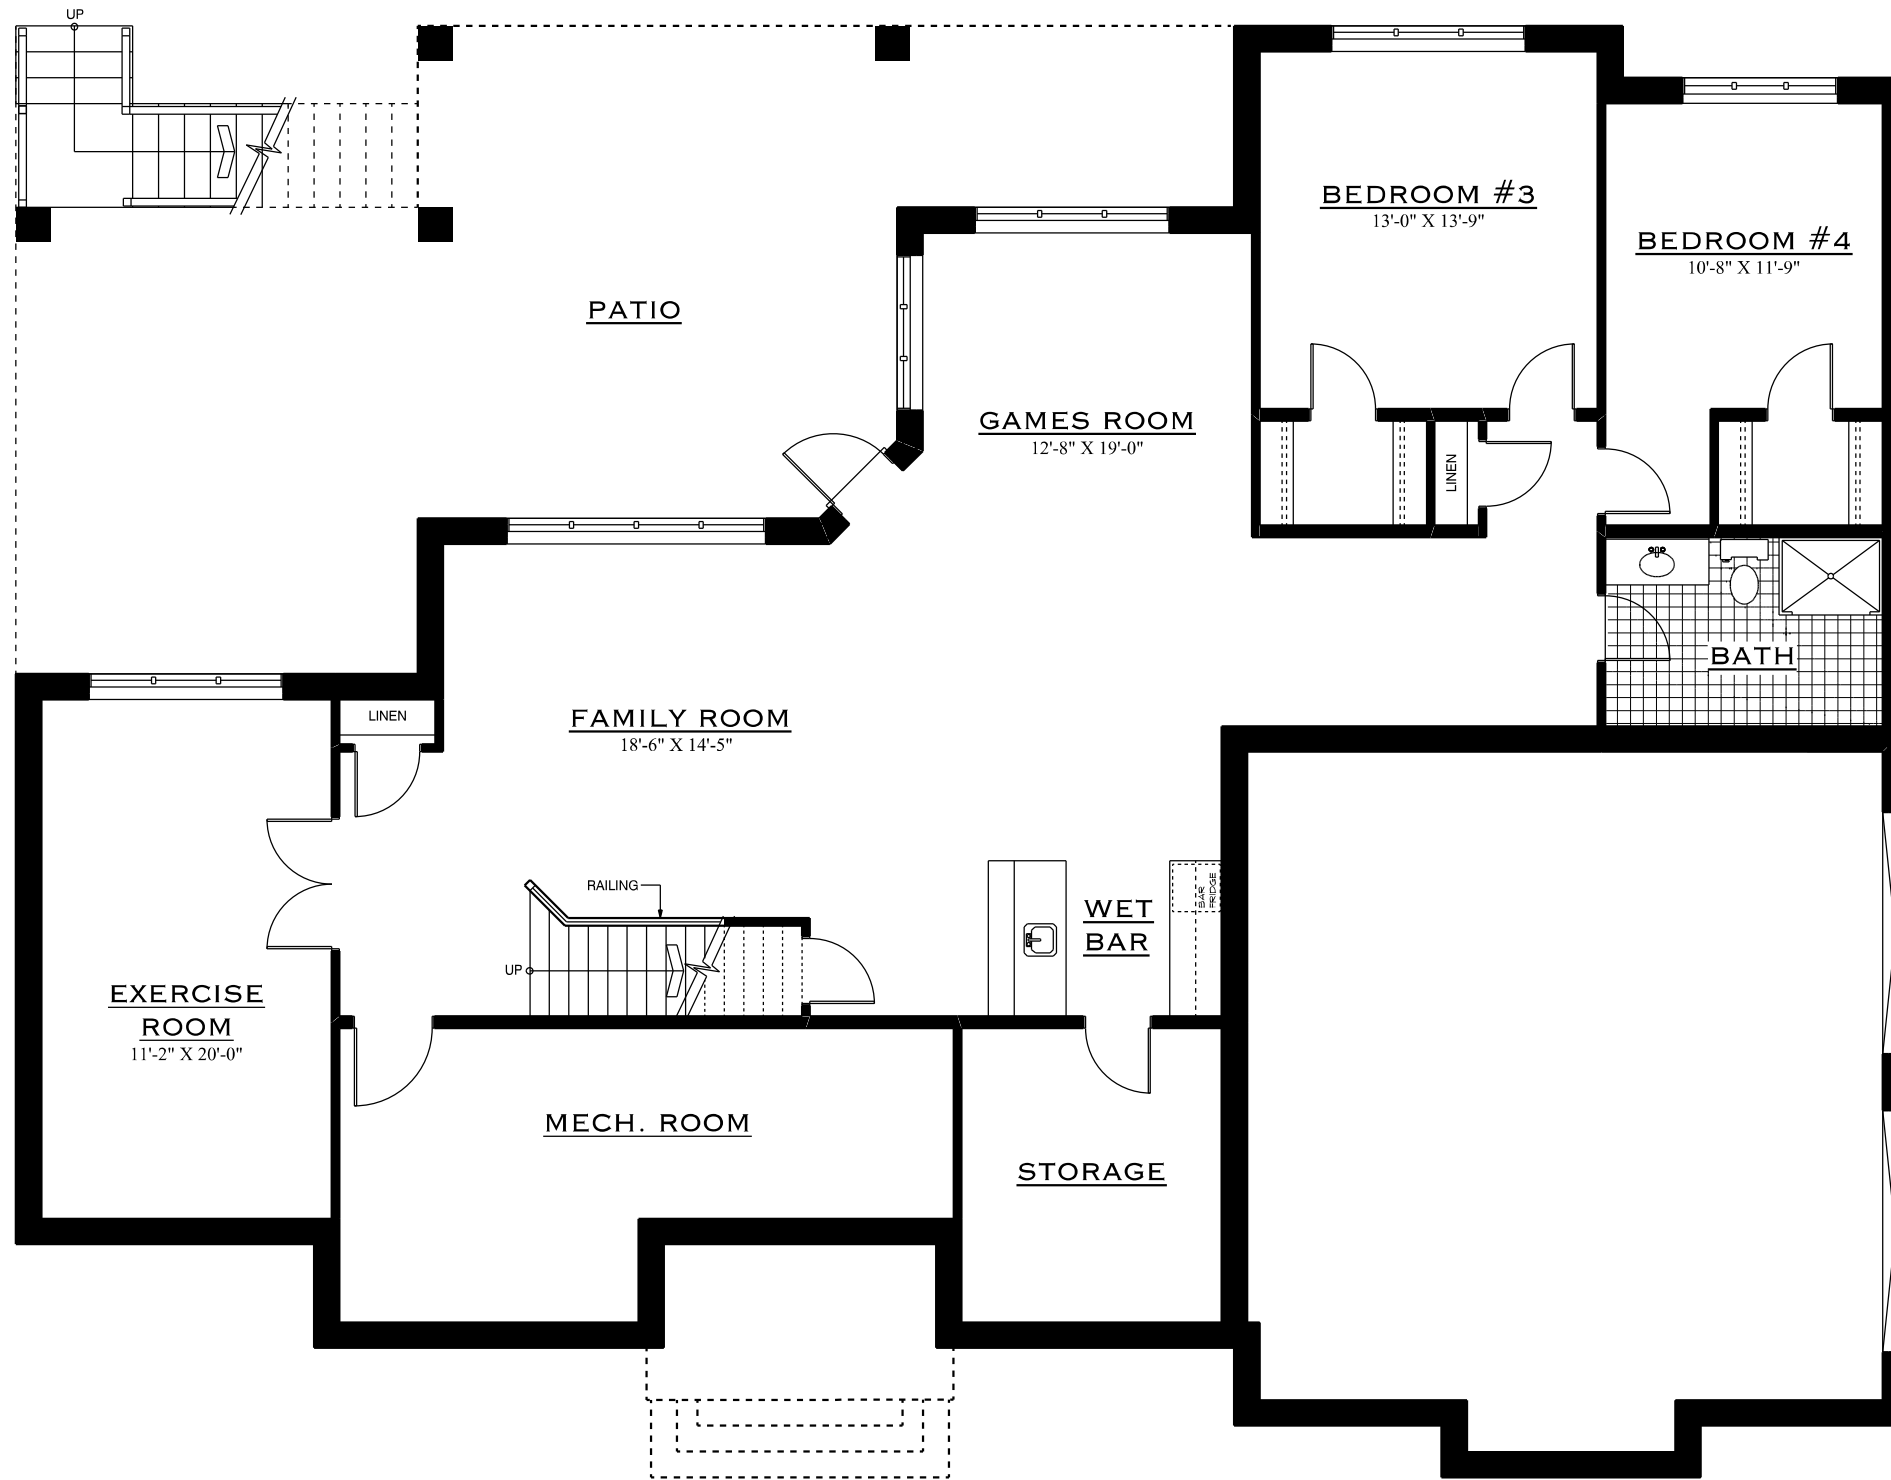 UP
BEDROOM #3
13'-0" X 13'-9"
BEDROOM #4
10'-8" X 11'-9"
PATIO
GAMES ROOM
12'-8" X 19'-0"
LINEN
BATH
LINEN
FAMILY ROOM
18'-6" X 14'-5"
RAILING
BAR
FRIDGE
WET
BAR
UP
EXERCISE
ROOM
11'-2" X 20'-0"
MECH. ROOM
STORAGE